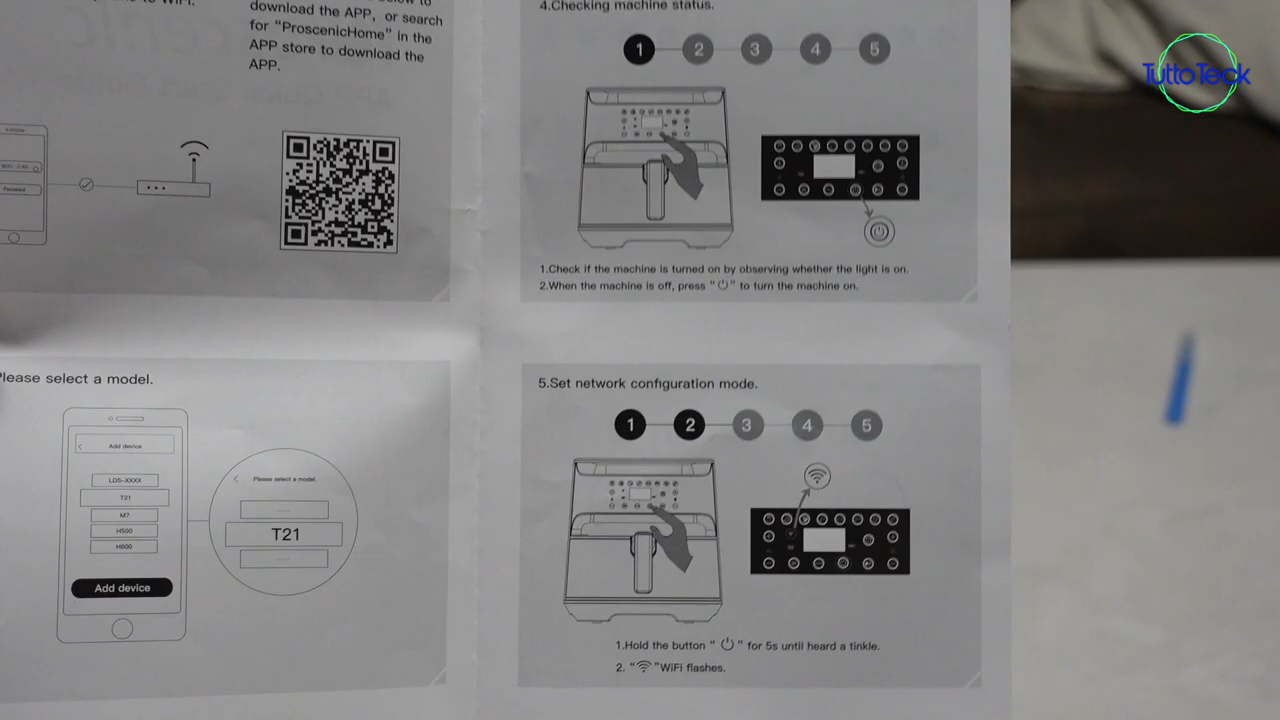 to WiFi.
download the APP, or search
for "ProscenicHome" in the
APP store to download the
APP.
Password
4.Checking machine status.
1 2 3 4 5
1.Check if the machine is turned on by observing whether the light is on.
2.When the machine is off, press "⏻" to turn the machine on.
Please select a model.
Add device
LDS-XXXX
T21
M7
H500
H600
Add device
Please select a model.
T21
5.Set network configuration mode.
1 2 3 4 5
1.Hold the button "⏻" for 5s until heard a tinkle.
2. "" WiFi flashes.
TuttoTeck